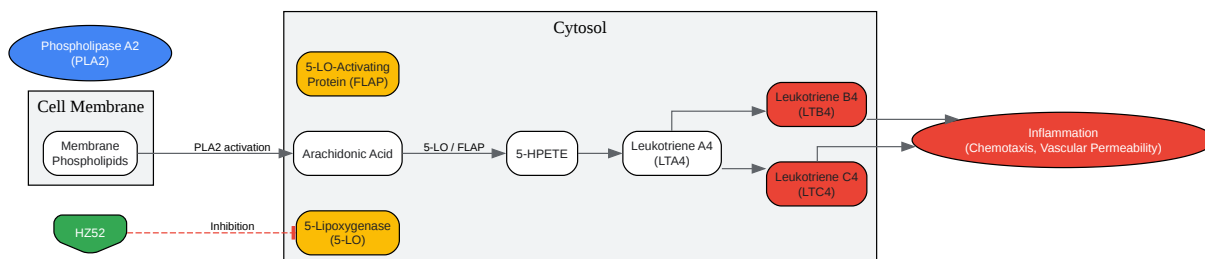 Phospholipase A2
(PLA2)
Cell Membrane
Membrane
Phospholipids
PLA2 activation
HZ52
Inhibition
Cytosol
5-LO-Activating
Protein (FLAP)
Arachidonic Acid
5-LO / FLAP
5-HPETE
Leukotriene A4
(LTA4)
Leukotriene B4
(LTB4)
Leukotriene C4
(LTC4)
5-Lipoxygenase
(5-LO)
Inflammation
(Chemotaxis, Vascular Permeability)